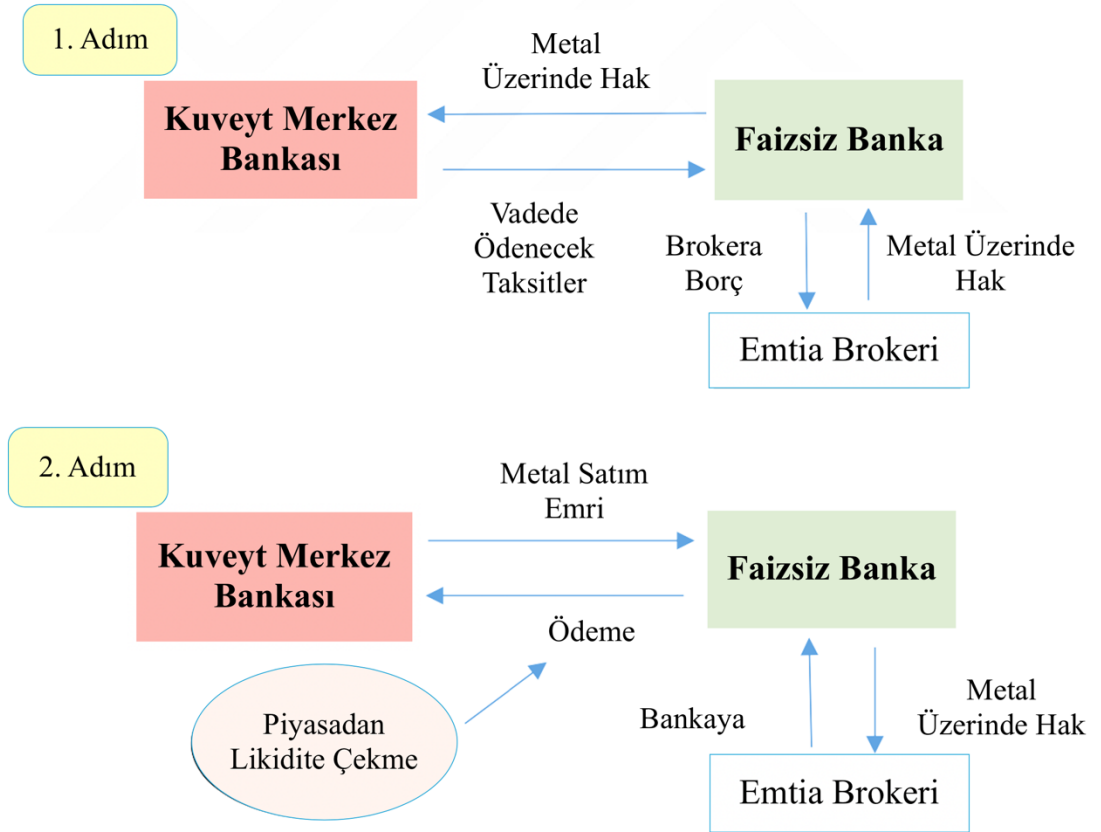 1. Adım
Metal
Üzerinde Hak
Kuveyt Merkez
Bankası
Faizsiz Banka
Vadede
Ödenecek
Taksitler
Brokera
Borç
Metal Üzerinde
Hak
Emtia Brokeri
2. Adım
Metal Satım
Emri
Kuveyt Merkez
Bankası
Faizsiz Banka
Ödeme
Piyasadan
Likidite Çekme
Bankaya
Metal
Üzerinde Hak
Emtia Brokeri